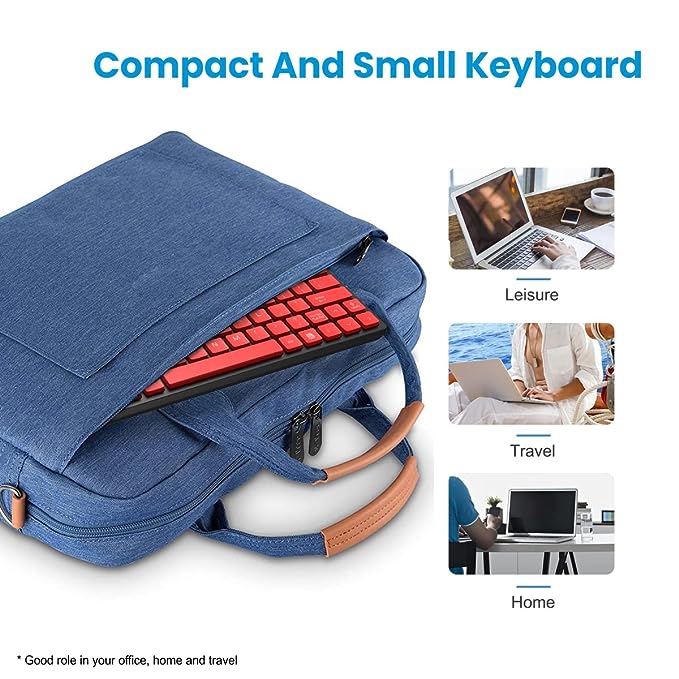 Compact And Small Keyboard
Leisure
Travel
Home
* Good role in your office, home and travel